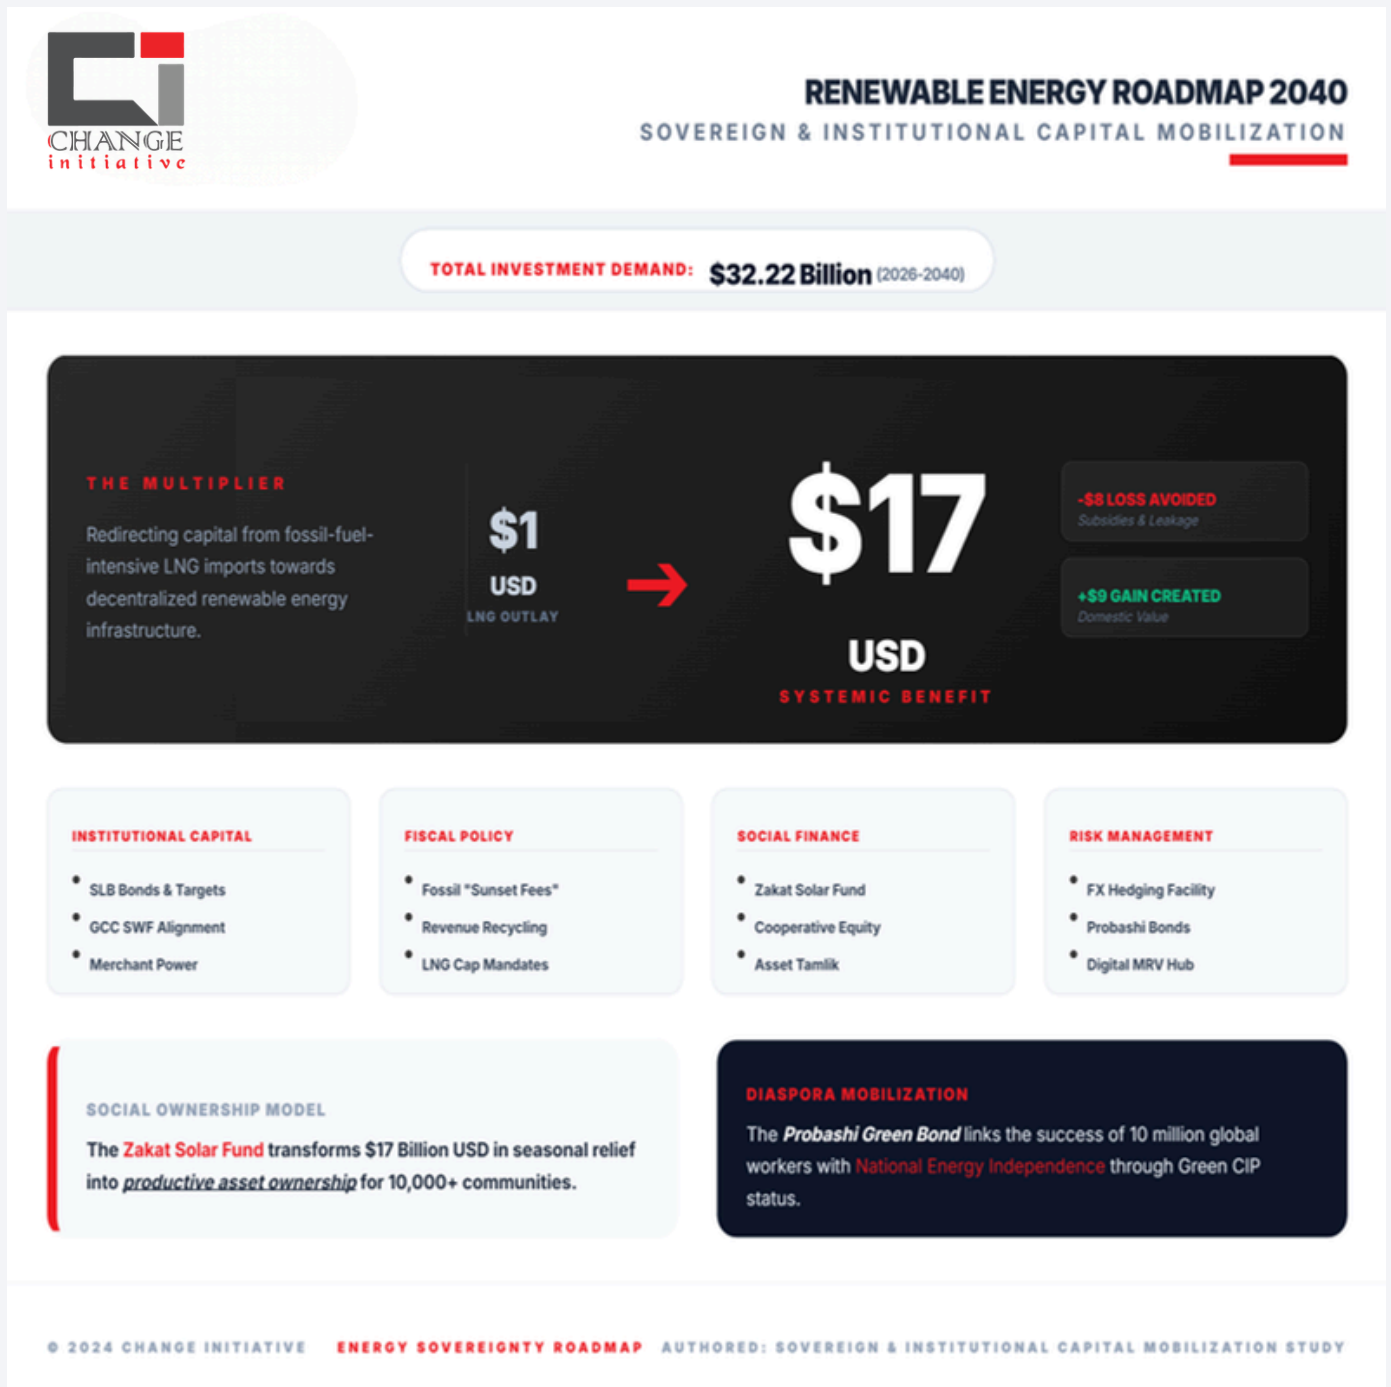 CHANGE
initiative
RENEWABLE ENERGY ROADMAP 2040
SOVEREIGN & INSTITUTIONAL CAPITAL MOBILIZATION
TOTAL INVESTMENT DEMAND: $32.22 Billion (2026-2040)
THE MULTIPLIER
Redirecting capital from fossil-fuel-
intensive LNG imports towards
decentralized renewable energy
infrastructure.
$1
USD
LNG OUTLAY
→
$17
USD
SYSTEMIC BENEFIT
-$8 LOSS AVOIDED
Subsidies & Leakage
+$9 GAIN CREATED
Domestic Value
INSTITUTIONAL CAPITAL
• SLB Bonds & Targets
• GCC SWF Alignment
• Merchant Power
FISCAL POLICY
• Fossil "Sunset Fees"
• Revenue Recycling
• LNG Cap Mandates
SOCIAL FINANCE
• Zakat Solar Fund
• Cooperative Equity
• Asset Tamlik
RISK MANAGEMENT
• FX Hedging Facility
• Probashi Bonds
• Digital MRV Hub
SOCIAL OWNERSHIP MODEL
The Zakat Solar Fund transforms $17 Billion USD in seasonal relief
into productive asset ownership for 10,000+ communities.
DIASPORA MOBILIZATION
The Probashi Green Bond links the success of 10 million global
workers with National Energy Independence through Green CIP
status.
© 2024 CHANGE INITIATIVE
ENERGY SOVEREIGNTY ROADMAP
AUTHORED: SOVEREIGN & INSTITUTIONAL CAPITAL MOBILIZATION STUDY